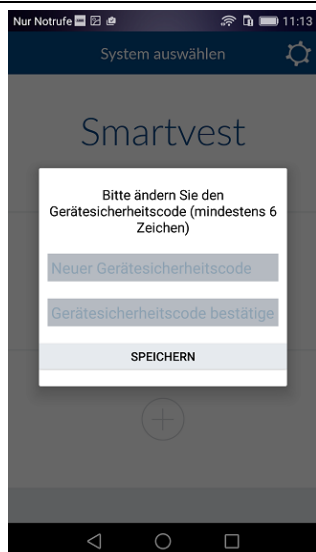 Nur Notrufe 11:13
System auswählen
Smartvest
Bitte ändern Sie den
Gerätesicherheitscode (mindestens 6
Zeichen)
Neuer Gerätesicherheitscode
Gerätesicherheitscode bestätige
SPEICHERN